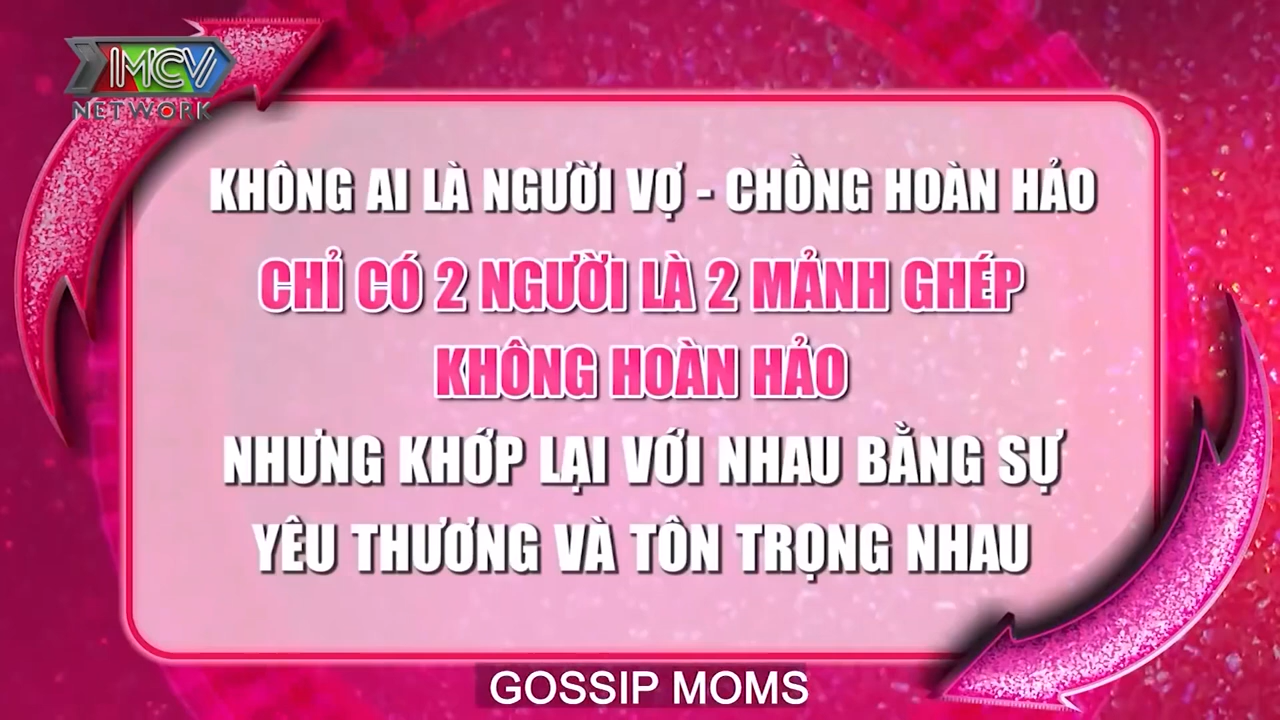 MCV
NETWORK
KHÔNG AI LÀ NGƯỜI VỢ - CHỒNG HOÀN HẢO
CHỈ CÓ 2 NGƯỜI LÀ 2 MẢNH GHÉP
KHÔNG HOÀN HẢO
NHƯNG KHỚP LẠI VỚI NHAU BẰNG SỰ
YÊU THƯƠNG VÀ TÔN TRỌNG NHAU
GOSSIP MOMS